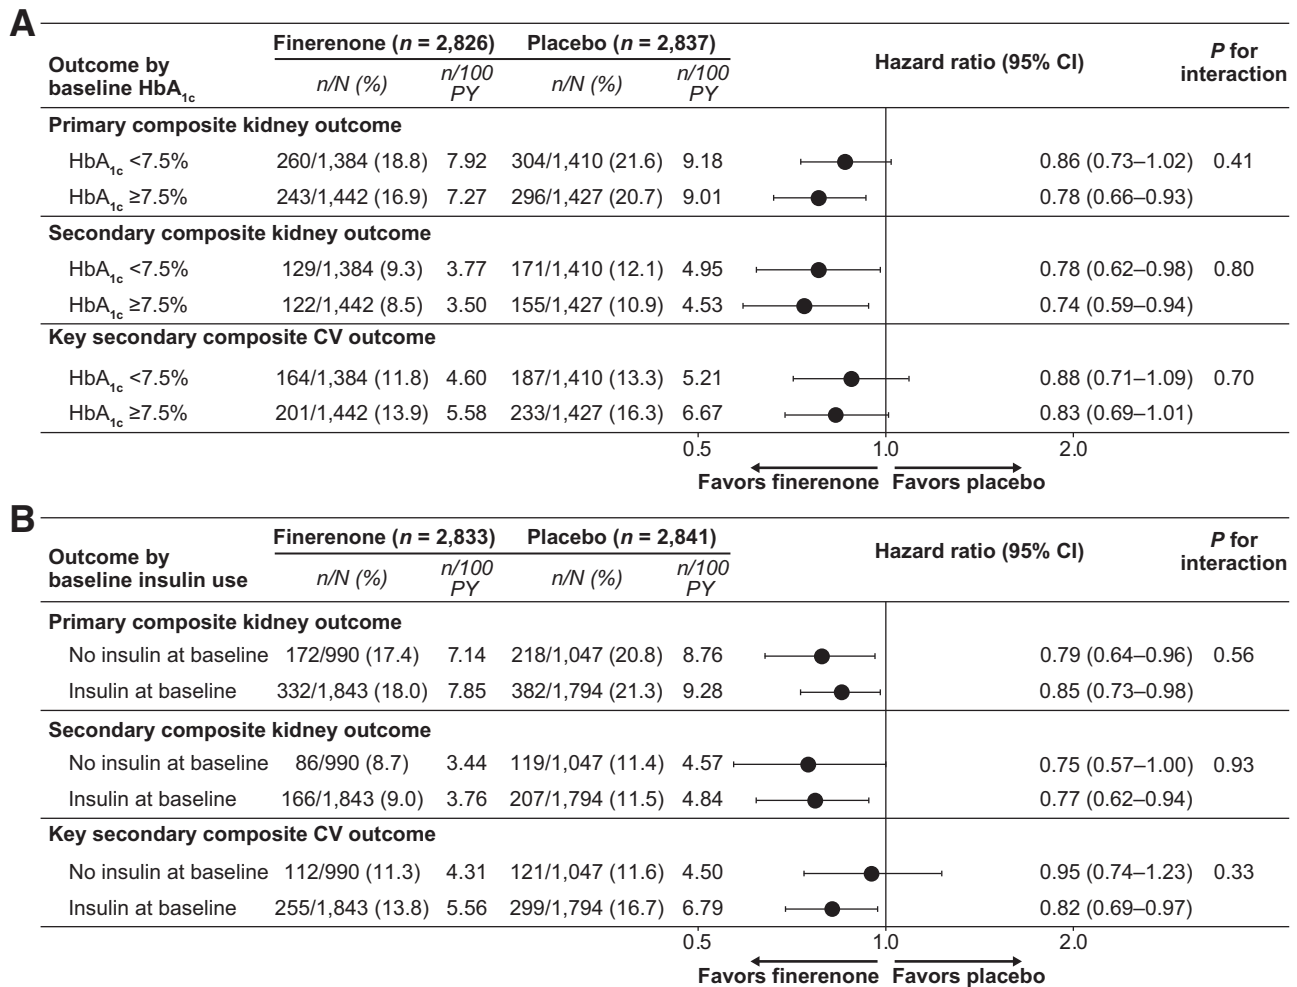 A
Finerenone (n = 2,826) Placebo (n = 2,837)
Outcome by baseline HbA1c n/N (%) n/100 PY n/N (%) n/100 PY Hazard ratio (95% CI) P for interaction
Primary composite kidney outcome
HbA1c <7.5% 260/1,384 (18.8) 7.92 304/1,410 (21.6) 9.18 0.86 (0.73–1.02) 0.41
HbA1c ≥7.5% 243/1,442 (16.9) 7.27 296/1,427 (20.7) 9.01 0.78 (0.66–0.93)
Secondary composite kidney outcome
HbA1c <7.5% 129/1,384 (9.3) 3.77 171/1,410 (12.1) 4.95 0.78 (0.62–0.98) 0.80
HbA1c ≥7.5% 122/1,442 (8.5) 3.50 155/1,427 (10.9) 4.53 0.74 (0.59–0.94)
Key secondary composite CV outcome
HbA1c <7.5% 164/1,384 (11.8) 4.60 187/1,410 (13.3) 5.21 0.88 (0.71–1.09) 0.70
HbA1c ≥7.5% 201/1,442 (13.9) 5.58 233/1,427 (16.3) 6.67 0.83 (0.69–1.01)
0.5 1.0 2.0
Favors finerenone Favors placebo
B
Finerenone (n = 2,833) Placebo (n = 2,841)
Outcome by baseline insulin use n/N (%) n/100 PY n/N (%) n/100 PY Hazard ratio (95% CI) P for interaction
Primary composite kidney outcome
No insulin at baseline 172/990 (17.4) 7.14 218/1,047 (20.8) 8.76 0.79 (0.64–0.96) 0.56
Insulin at baseline 332/1,843 (18.0) 7.85 382/1,794 (21.3) 9.28 0.85 (0.73–0.98)
Secondary composite kidney outcome
No insulin at baseline 86/990 (8.7) 3.44 119/1,047 (11.4) 4.57 0.75 (0.57–1.00) 0.93
Insulin at baseline 166/1,843 (9.0) 3.76 207/1,794 (11.5) 4.84 0.77 (0.62–0.94)
Key secondary composite CV outcome
No insulin at baseline 112/990 (11.3) 4.31 121/1,047 (11.6) 4.50 0.95 (0.74–1.23) 0.33
Insulin at baseline 255/1,843 (13.8) 5.56 299/1,794 (16.7) 6.79 0.82 (0.69–0.97)
0.5 1.0 2.0
Favors finerenone Favors placebo